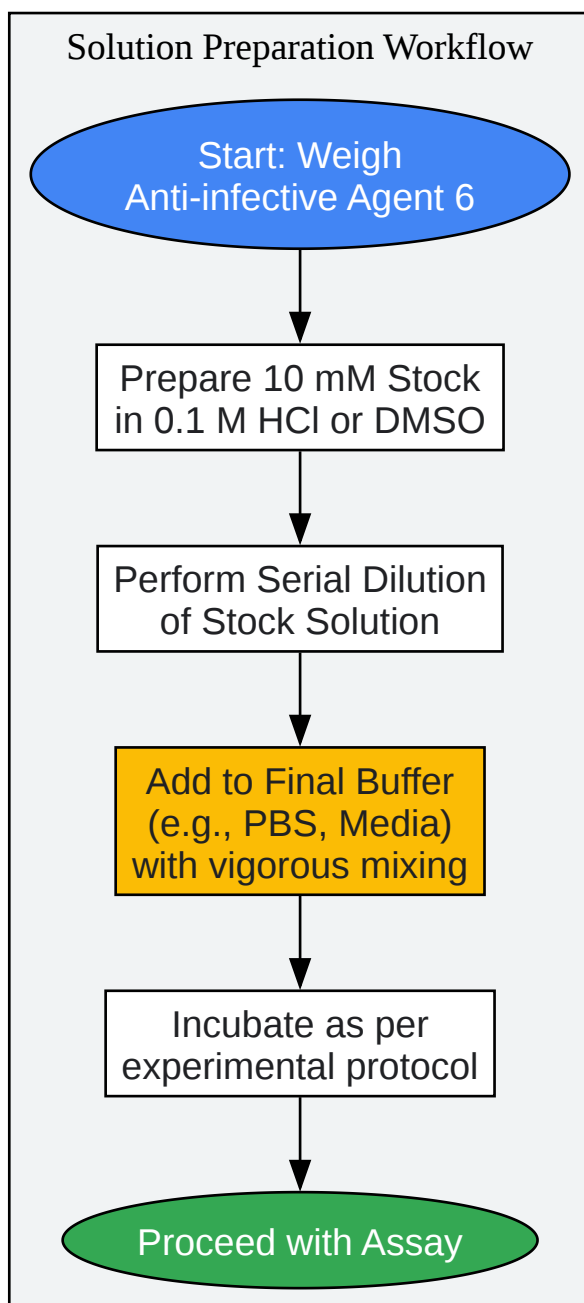 Solution Preparation Workflow
Start: Weigh
Anti-infective Agent 6
Prepare 10 mM Stock
in 0.1 M HCl or DMSO
Perform Serial Dilution
of Stock Solution
Add to Final Buffer
(e.g., PBS, Media)
with vigorous mixing
Incubate as per
experimental protocol
Proceed with Assay